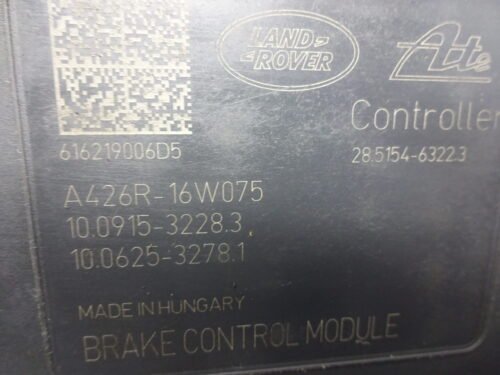 LAND-
-ROVER
Ate
616219006D5
Controller
28.5154-6322.3
A426R-16W075
10.0915-3228.3
10.0625-3278.1
MADE IN HUNGARY
BRAKE CONTROL MODULE